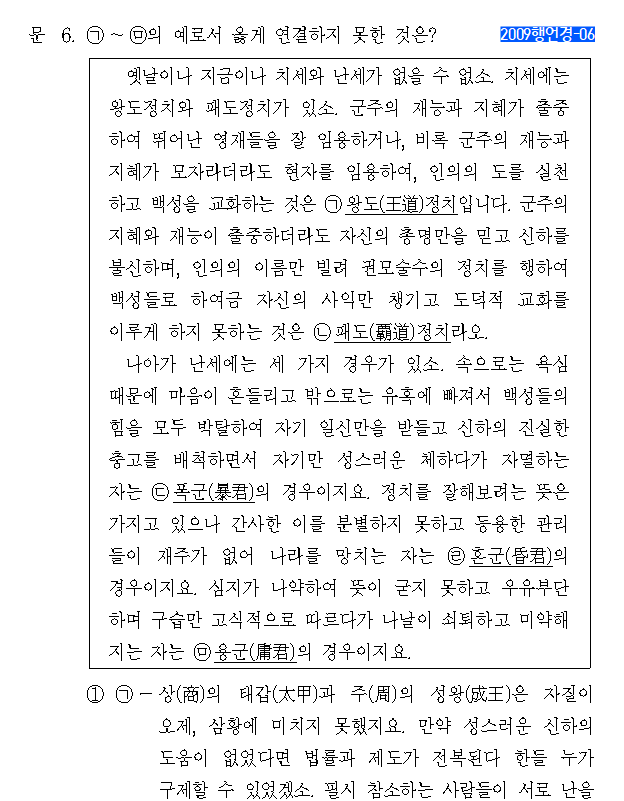 문 6. ㉠～㉤의 예로서 옳게 연결하지 못한 것은?
2009행언경-06
옛날이나 지금이나 치세와 난세가 없을 수 없소. 치세에는
왕도정치와 패도정치가 있소. 군주의 재능과 지혜가 출중
하여 뛰어난 영재들을 잘 임용하거나, 비록 군주의 재능과
지혜가 모자라더라도 현자를 임용하여, 인의의 도를 실천
하고 백성을 교화하는 것은 ㉠왕도(王道)정치입니다. 군주의
지혜와 재능이 출중하더라도 자신의 총명만을 믿고 신하를
불신하며, 인의의 이름만 빌려 권모술수의 정치를 행하여
백성들로 하여금 자신의 사익만 챙기고 도덕적 교화를
이루게 하지 못하는 것은 ㉡패도(覇道)정치라오.
나아가 난세에는 세 가지 경우가 있소. 속으로는 욕심
때문에 마음이 흔들리고 밖으로는 유혹에 빠져서 백성들의
힘을 모두 박탈하여 자기 일신만을 받들고 신하의 진실한
충고를 배척하면서 자기만 성스러운 체하다가 자멸하는
자는 ㉢폭군(暴君)의 경우이지요. 정치를 잘해보려는 뜻은
가지고 있으나 간사한 이를 분별하지 못하고 등용한 관리
들이 재주가 없어 나라를 망치는 자는 ㉣혼군(昏君)의
경우이지요. 심지가 나약하여 뜻이 굳지 못하고 우유부단
하며 구습만 고식적으로 따르다가 나날이 쇠퇴하고 미약해
지는 자는 ㉤용군(庸君)의 경우이지요.
① ㉠－상(商)의 태갑(太甲)과 주(周)의 성왕(成王)은 자질이
오제, 삼황에 미치지 못했지요. 만약 성스러운 신하의
도움이 없었다면 법률과 제도가 전복된다 한들 누가
구제할 수 있었겠소. 필시 참소하는 사람들이 서로 난을